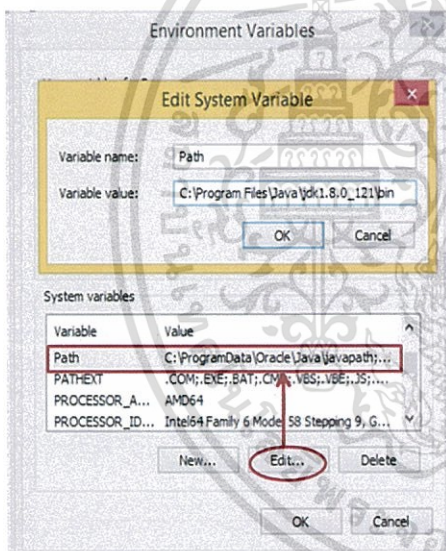 Environment Variables
Edit System Variable
Variable name: Path
Variable value: C:\Program Files\Java\jdk1.8.0_121\bin
OK Cancel
System variables
Variable Value
Path C:\ProgramData\Oracle\Java\javapath;...
PATHEXT .COM;.EXE;.BAT;.CMD;.VBS;.VBE;.JS;....
PROCESSOR_A... AMD64
PROCESSOR_ID... Intel64 Family 6 Model 58 Stepping 9, G...
New... Edit... Delete
OK Cancel